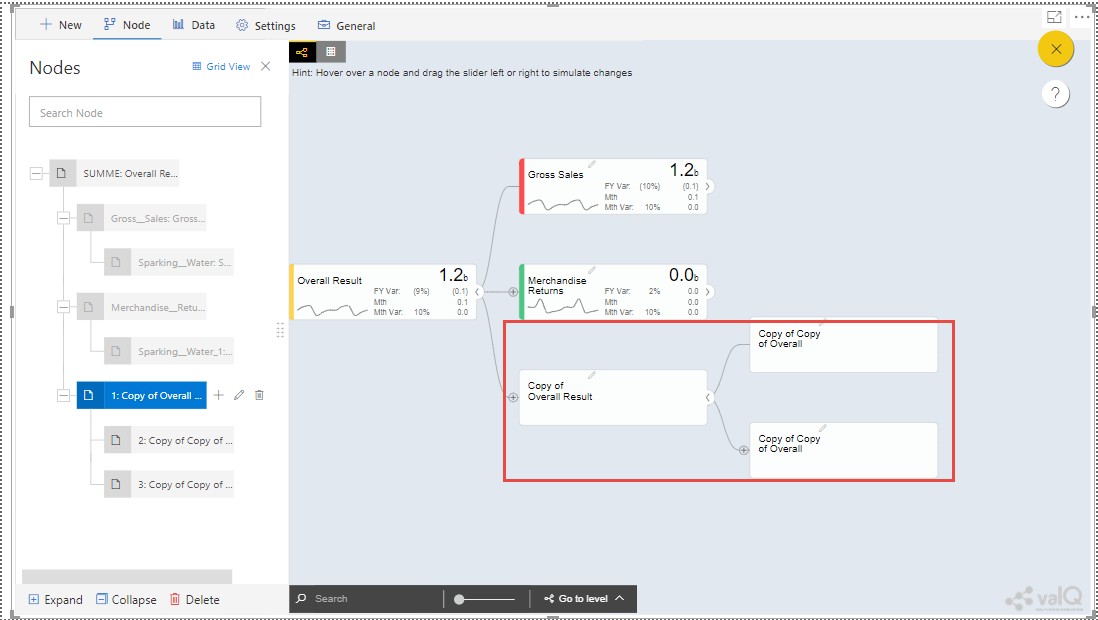 New
Node
Data
Settings
General
Nodes
Grid View
Search Node
SUMME: Overall Re...
Gross__Sales: Gross...
Sparking__Water: S...
Merchandise__Retu...
Sparking__Water_1:...
1: Copy of Overall ...
2: Copy of Copy of ...
3: Copy of Copy of ...
Expand
Collapse
Delete
Hint: Hover over a node and drag the slider left or right to simulate changes
?
Overall Result
1.2b
FY Var: (9%) (0.1)
Mth 0.1
Mth Var: 10% 0.0
Gross Sales
1.2b
FY Var: (10%) (0.1)
Mth 0.1
Mth Var: 10% 0.0
Merchandise
Returns
0.0b
FY Var: 2% 0.0
Mth 0.0
Mth Var: 10% 0.0
Copy of
Overall Result
Copy of Copy
of Overall
Copy of Copy
of Overall
Search
Go to level
valQ